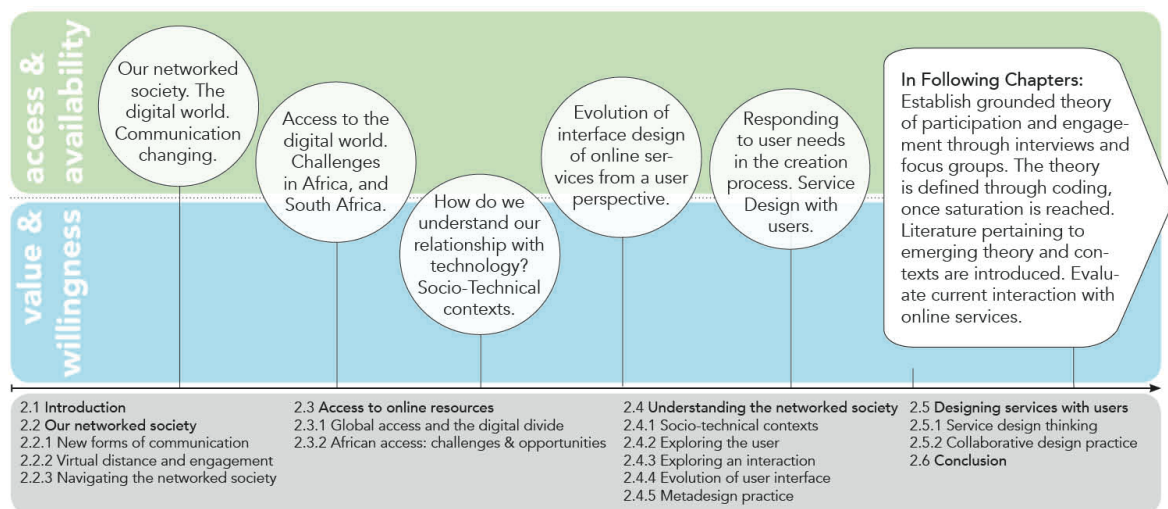 access &
availability
value &
willingness
Our networked
society. The
digital world.
Communication
changing.
Access to the
digital world.
Challenges
in Africa, and
South Africa.
How do we
understand our
relationship with
technology?
Socio-Technical
contexts.
Evolution of
interface design
of online ser-
vices from a user
perspective.
Responding
to user needs
in the creation
process. Service
Design with
users.
In Following Chapters:
Establish grounded theory
of participation and engage-
ment through interviews and
focus groups. The theory
is defined through coding,
once saturation is reached.
Literature pertaining to
emerging theory and con-
texts are introduced. Evalu-
ate current interaction with
online services.
2.1 Introduction
2.2 Our networked society
2.2.1 New forms of communication
2.2.2 Virtual distance and engagement
2.2.3 Navigating the networked society
2.3 Access to online resources
2.3.1 Global access and the digital divide
2.3.2 African access: challenges & opportunities
2.4 Understanding the networked society
2.4.1 Socio-technical contexts
2.4.2 Exploring the user
2.4.3 Exploring an interaction
2.4.4 Evolution of user interface
2.4.5 Metadesign practice
2.5 Designing services with users
2.5.1 Service design thinking
2.5.2 Collaborative design practice
2.6 Conclusion